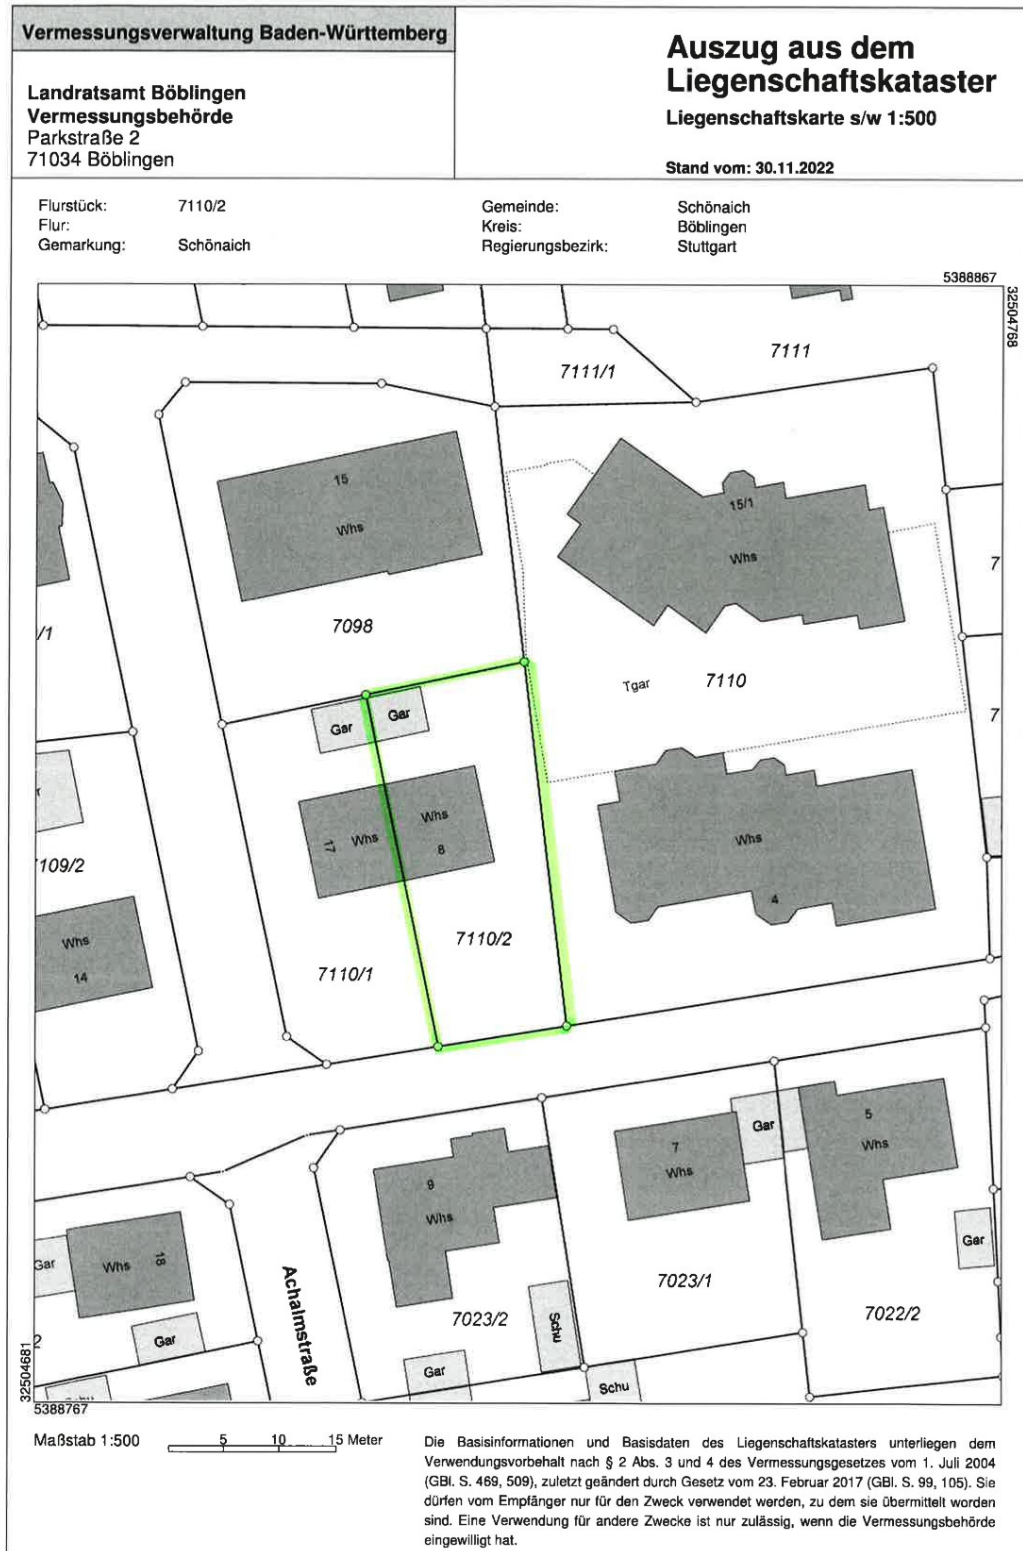 Vermessungsverwaltung Baden-Württemberg
Landratsamt Böblingen
Vermessungsbehörde
Parkstraße 2
71034 Böblingen
Auszug aus dem
Liegenschaftskataster
Liegenschaftskarte s/w 1:500
Stand vom: 30.11.2022
Flurstück: 7110/2
Flur:
Gemarkung: Schönaich
Gemeinde: Schönaich
Kreis: Böblingen
Regierungsbezirk: Stuttgart
5388867
32504768
7111/1
7111
15
Whs
15/1
Whs
7
/1
7098
Tgar
7110
7
Gar
Gar
Whs
8
17
Whs
Whs
4
7109/2
7110/2
7110/1
Whs
14
Gar
5
Whs
7
Whs
9
Whs
Gar
Gar
Whs
18
Achalmstraße
7023/1
7022/2
7023/2
Schu
Gar
2
Gar
Schu
32504681
5388767
Maßstab 1:500
5 10 15 Meter
Die Basisinformationen und Basisdaten des Liegenschaftskatasters unterliegen dem
Verwendungsvorbehalt nach § 2 Abs. 3 und 4 des Vermessungsgesetzes vom 1. Juli 2004
(GBl. S. 469, 509), zuletzt geändert durch Gesetz vom 23. Februar 2017 (GBl. S. 99, 105). Sie
dürfen vom Empfänger nur für den Zweck verwendet werden, zu dem sie übermittelt worden
sind. Eine Verwendung für andere Zwecke ist nur zulässig, wenn die Vermessungsbehörde
eingewilligt hat.